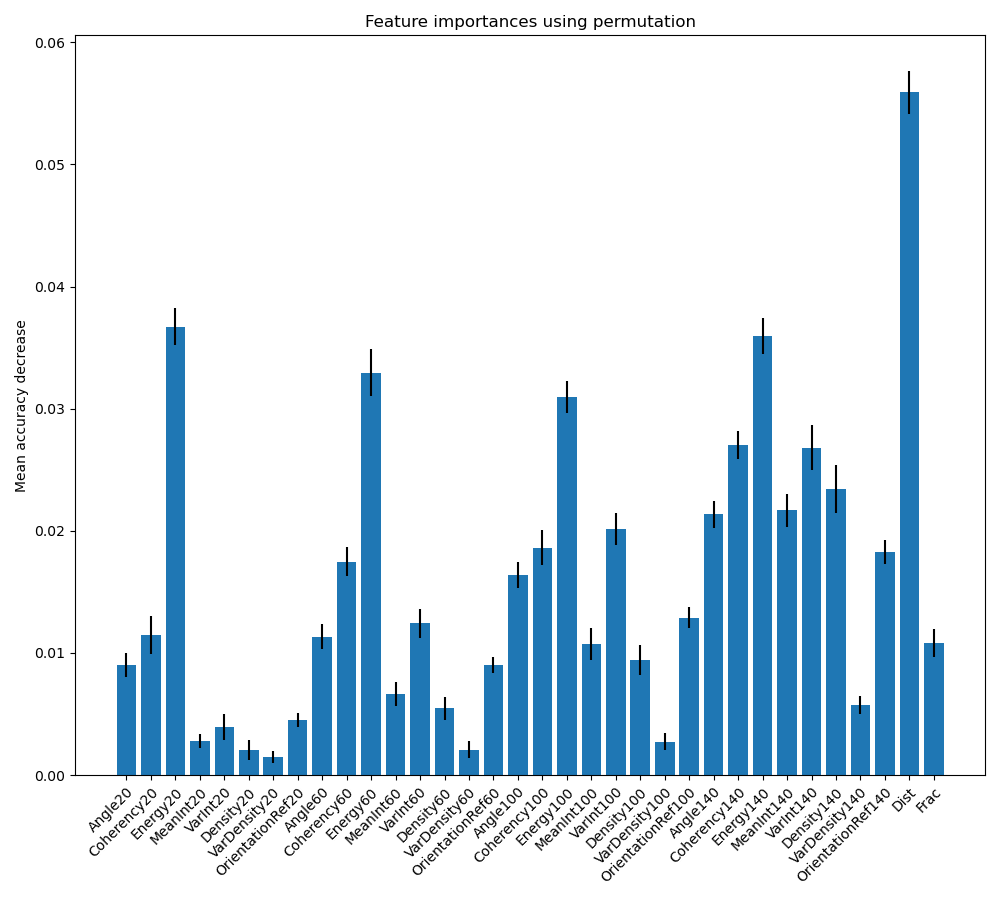 Feature importances using permutation
Mean accuracy decrease
0.06
0.05
0.04
0.03
0.02
0.01
0.00
Angle20
Coherency20
Energy20
MeanInt20
VarInt20
Density20
VarDensity20
OrientationRef20
Angle60
Coherency60
Energy60
MeanInt60
VarInt60
Density60
VarDensity60
OrientationRef60
Angle100
Coherency100
Energy100
MeanInt100
VarInt100
Density100
VarDensity100
OrientationRef100
Angle140
Coherency140
Energy140
MeanInt140
VarInt140
Density140
VarDensity140
OrientationRef140
Dist
Frac